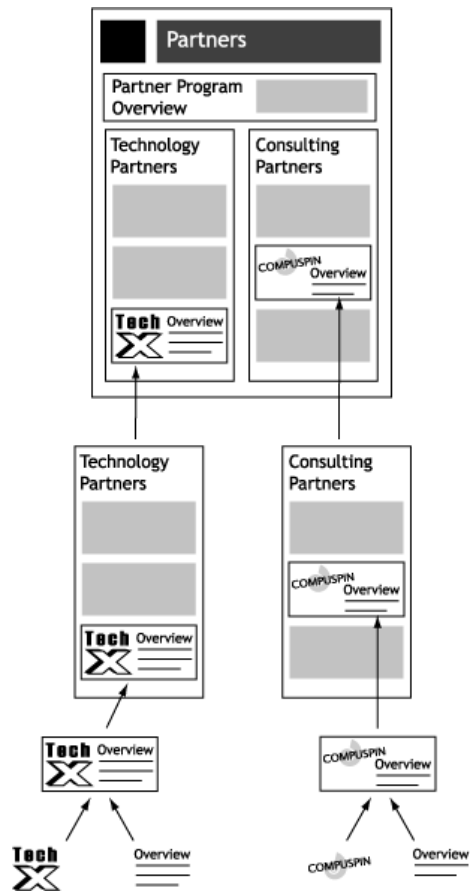 Partners
Partner Program
Overview
Technology
Partners
Consulting
Partners
COMPUSPIN
Overview
Tech
X
Overview
Technology
Partners
Consulting
Partners
COMPUSPIN
Overview
Tech
X
Overview
Tech
X
Overview
COMPUSPIN
Overview
Tech
X
Overview
COMPUSPIN
Overview